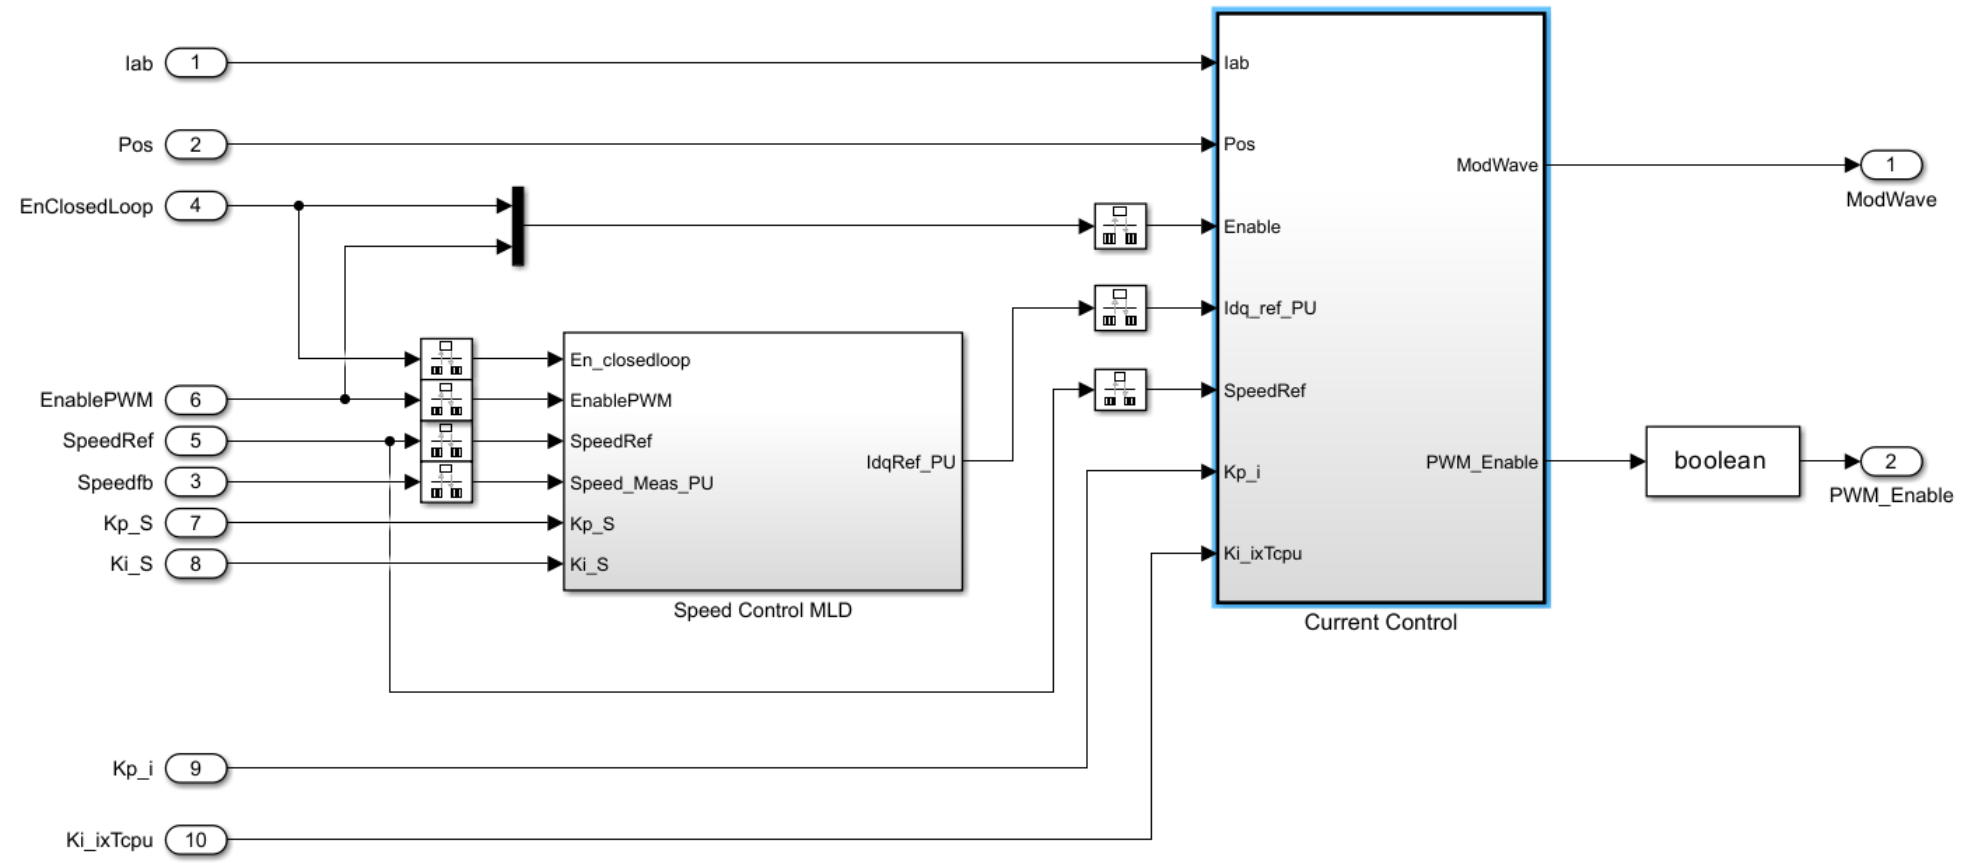 Iab
1
Iab
Pos
2
Pos
ModWave
1
ModWave
EnClosedLoop
4
Enable
Idq_ref_PU
En_closedloop
EnablePWM
6
EnablePWM
SpeedRef
SpeedRef
5
SpeedRef
IdqRef_PU
PWM_Enable
boolean
2
PWM_Enable
Speedfb
3
Speed_Meas_PU
Kp_i
Kp_S
7
Kp_S
Ki_S
8
Ki_S
Ki_ixTcpu
Speed Control MLD
Current Control
Kp_i
9
Ki_ixTcpu
10